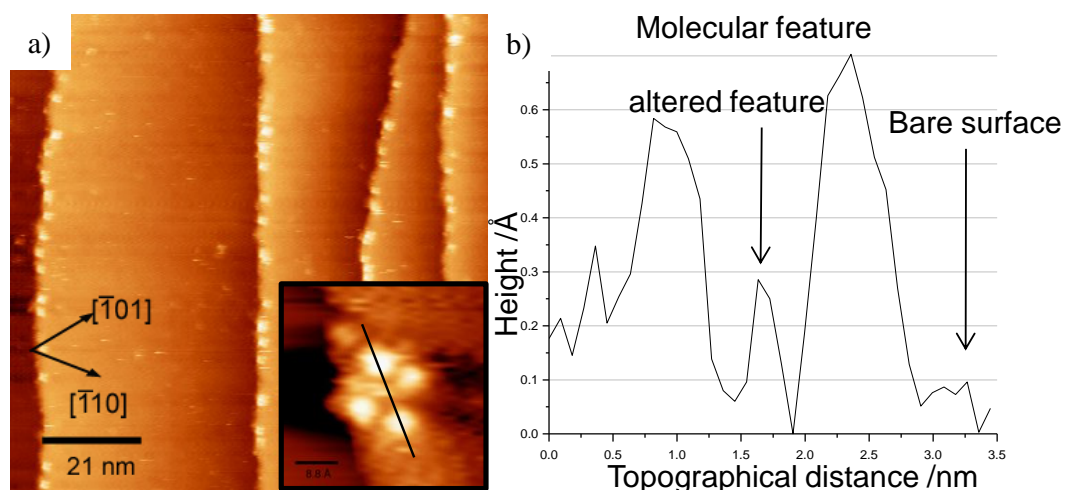 a)
[1̅01]
[1̅10]
21 nm
8.8 Å
b)
Molecular feature
altered feature
Bare surface
Height /Å
0.6
0.5
0.4
0.3
0.2
0.1
0.0
0.0 0.5 1.0 1.5 2.0 2.5 3.0 3.5
Topographical distance /nm